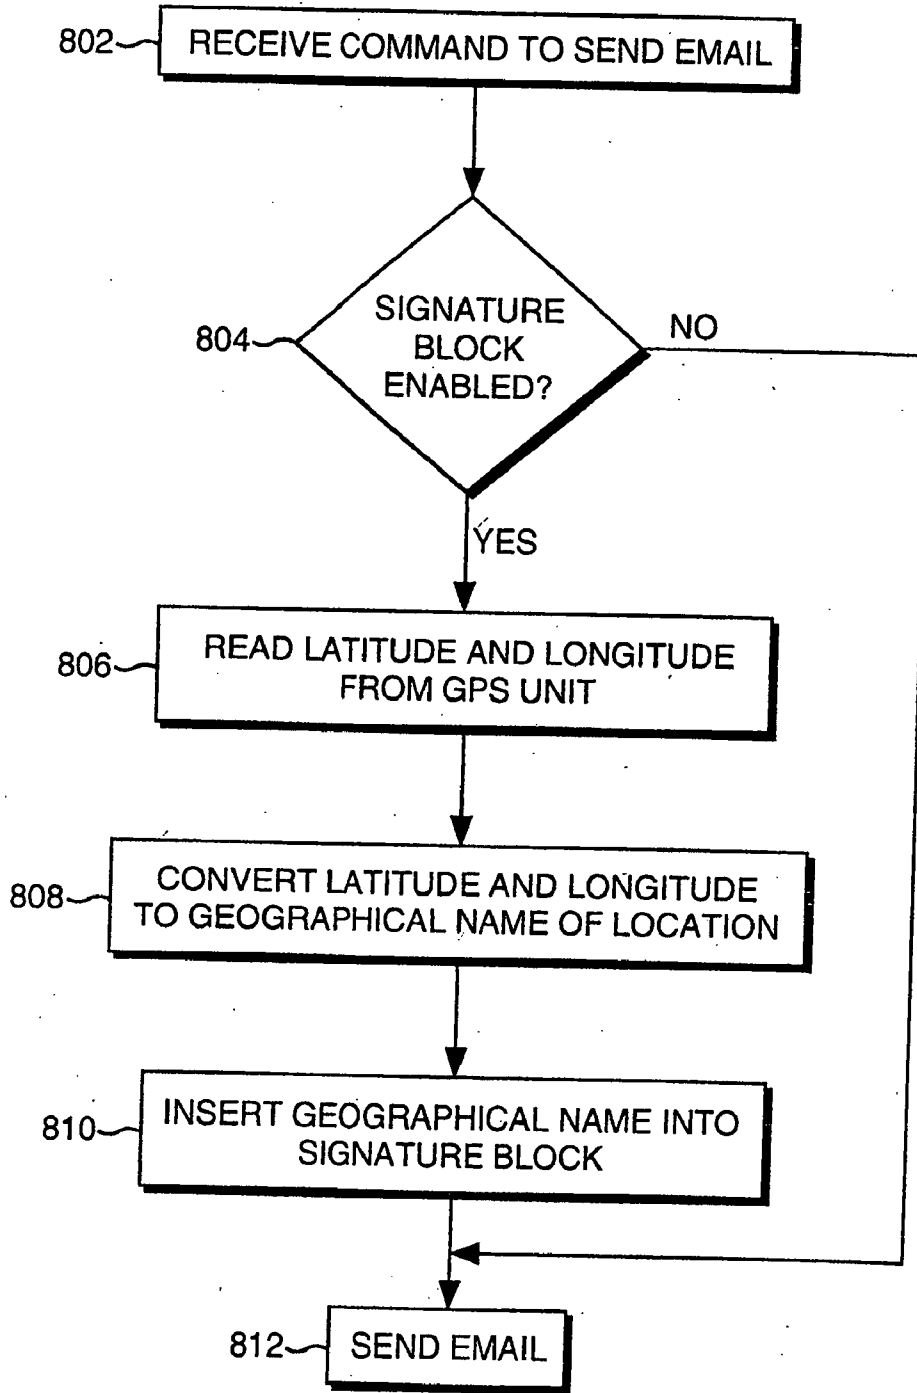 802 RECEIVE COMMAND TO SEND EMAIL
804 SIGNATURE
BLOCK
ENABLED?
NO
YES
806 READ LATITUDE AND LONGITUDE
FROM GPS UNIT
808 CONVERT LATITUDE AND LONGITUDE
TO GEOGRAPHICAL NAME OF LOCATION
810 INSERT GEOGRAPHICAL NAME INTO
SIGNATURE BLOCK
812 SEND EMAIL